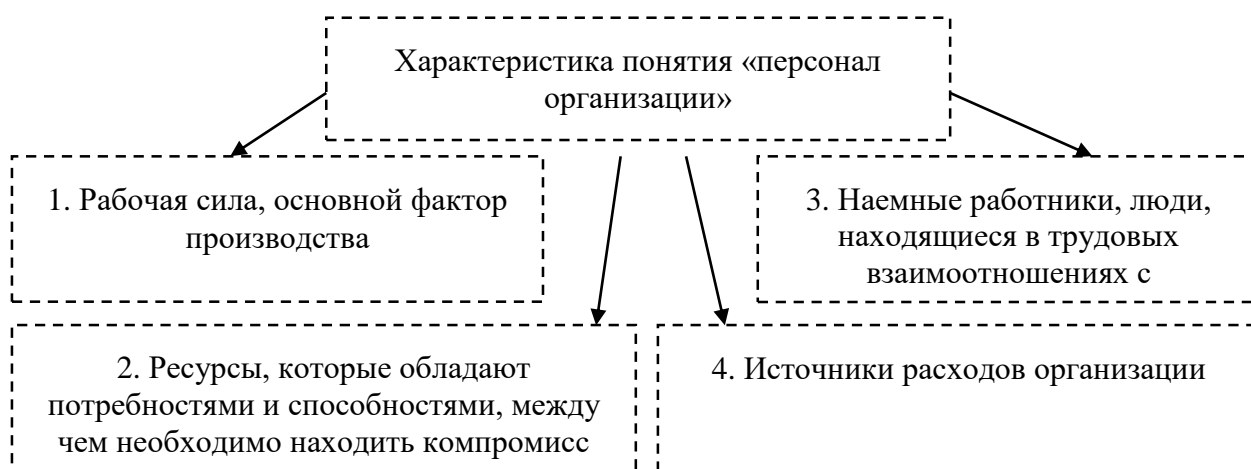 Характеристика понятия «персонал
организации»
1. Рабочая сила, основной фактор
производства
3. Наемные работники, люди,
находящиеся в трудовых
взаимоотношениях с
2. Ресурсы, которые обладают
потребностями и способностями, между
чем необходимо находить компромисс
4. Источники расходов организации